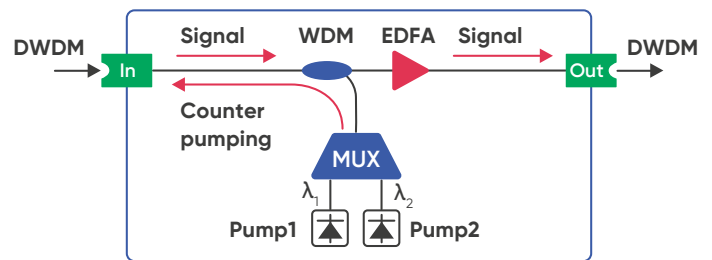 DWDM
In
Signal
WDM
EDFA
Signal
Out
DWDM
Counter
pumping
MUX
λ1
λ2
Pump1
Pump2